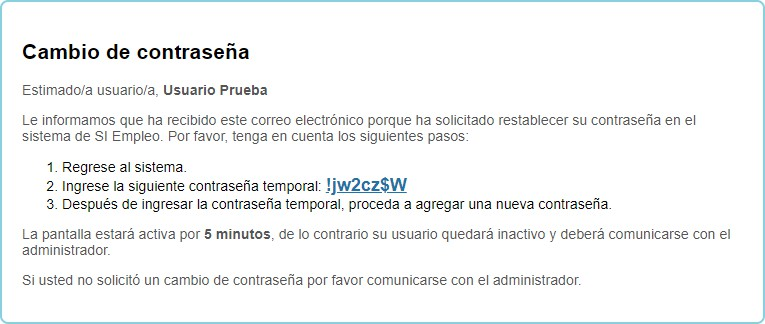 Cambio de contraseña
Estimado/a usuario/a, Usuario Prueba
Le informamos que ha recibido este correo electrónico porque ha solicitado restablecer su contraseña en el
sistema de SI Empleo. Por favor, tenga en cuenta los siguientes pasos:
1. Regrese al sistema.
2. Ingrese la siguiente contraseña temporal: !jw2cz$W
3. Después de ingresar la contraseña temporal, proceda a agregar una nueva contraseña.
La pantalla estará activa por 5 minutos, de lo contrario su usuario quedará inactivo y deberá comunicarse con el
administrador.
Si usted no solicitó un cambio de contraseña por favor comunicarse con el administrador.